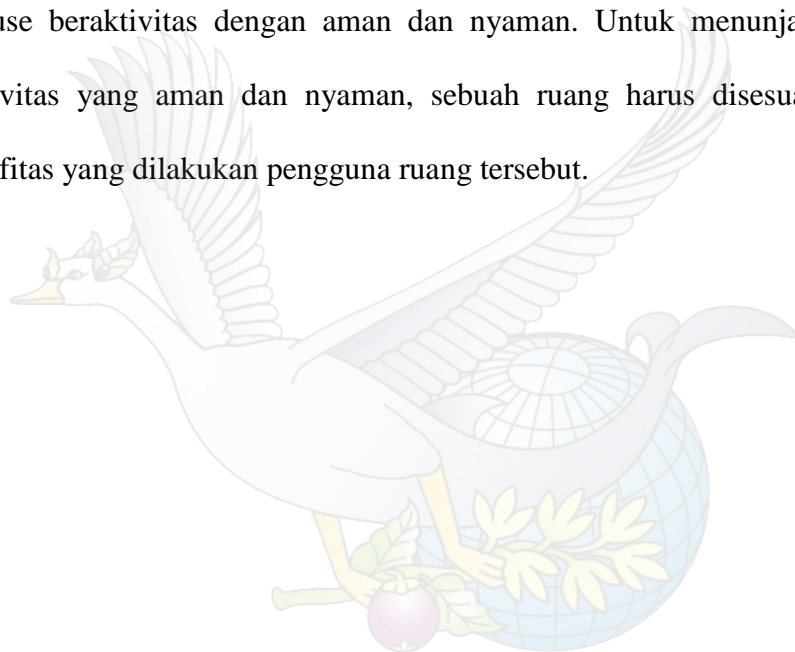 use beraktivitas dengan aman dan nyaman. Untuk menunja
vitas yang aman dan nyaman, sebuah ruang harus disesua
fitas yang dilakukan pengguna ruang tersebut.